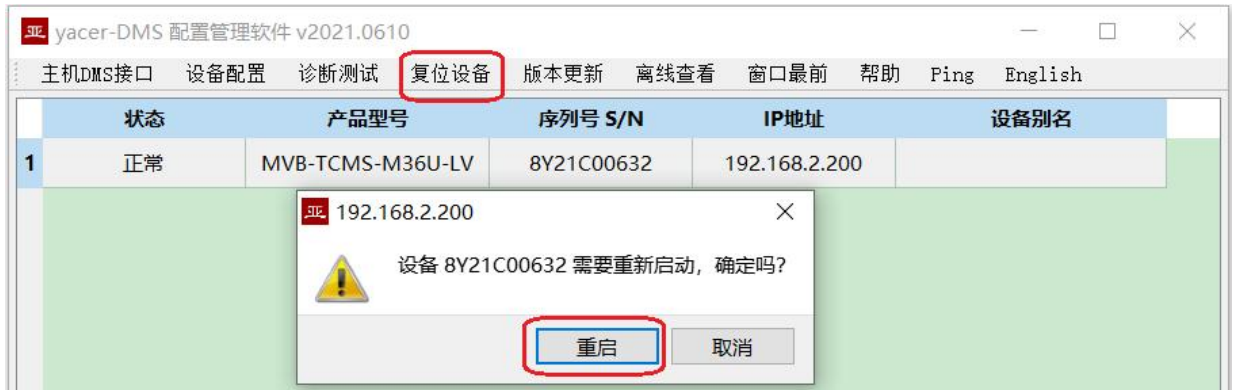 亚 yacer-DMS 配置管理软件 v2021.0610
主机DMS接口 设备配置 诊断测试 复位设备 版本更新 离线查看 窗口最前 帮助 Ping English
状态 产品型号 序列号 S/N IP地址 设备别名
1 正常 MVB-TCMS-M36U-LV 8Y21C00632 192.168.2.200
亚 192.168.2.200
设备 8Y21C00632 需要重新启动，确定吗?
重启 取消